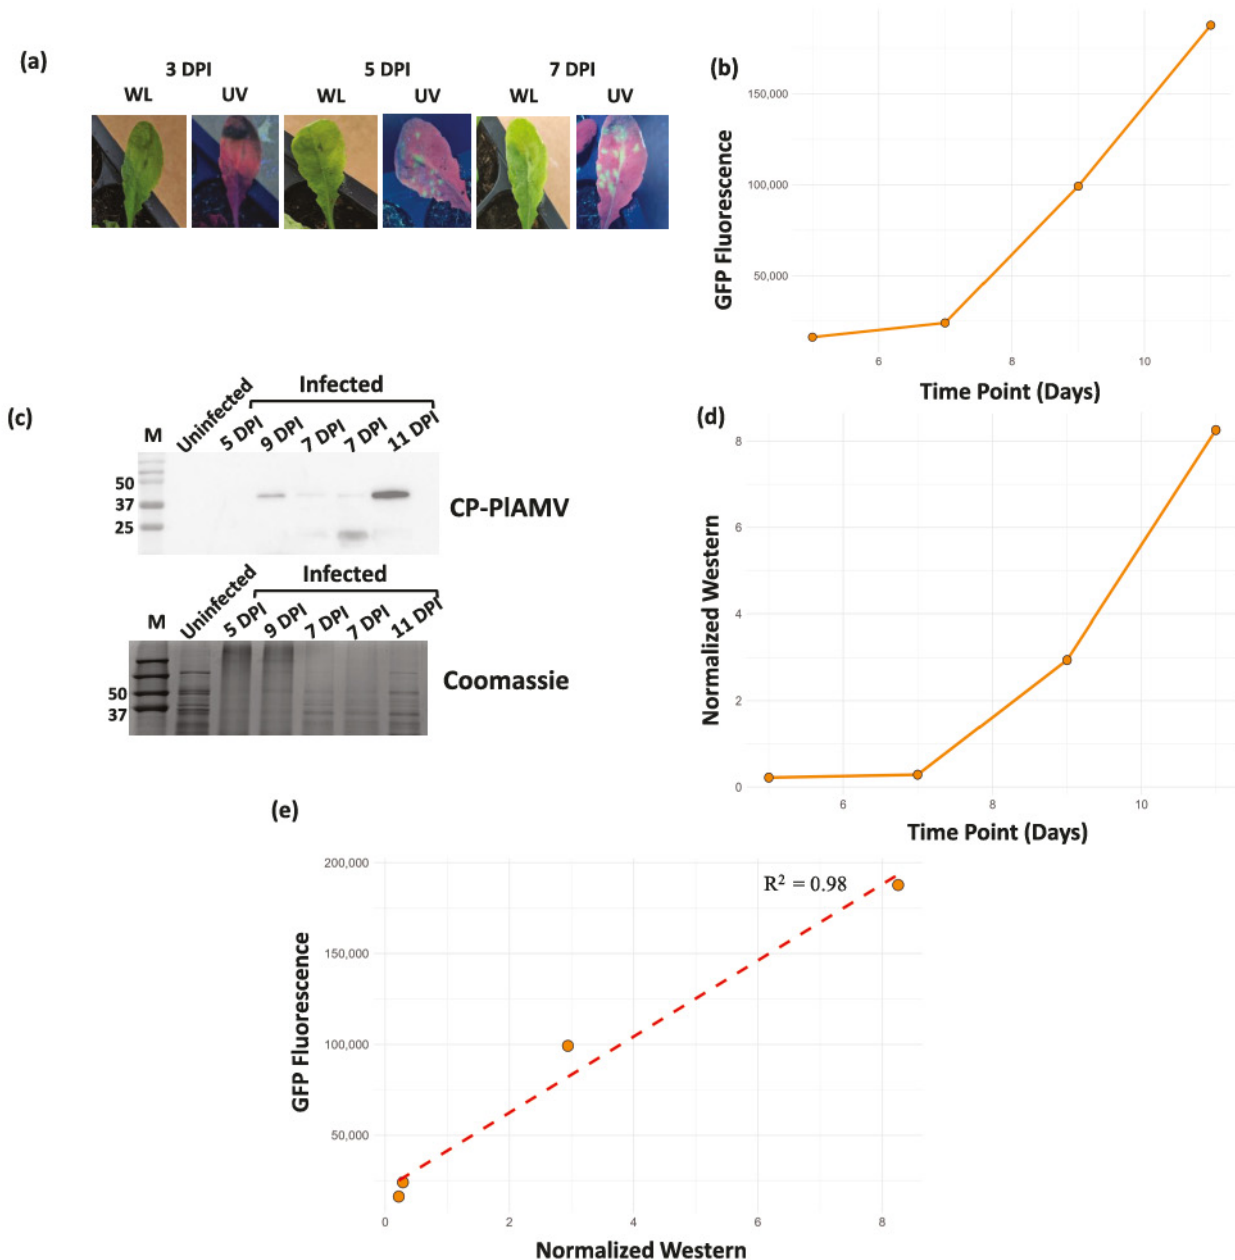 (a)
3 DPI 5 DPI 7 DPI
WL UV WL UV WL UV
(b)
GFP Fluorescence
150,000
100,000
50,000
6 8 10
Time Point (Days)
(c)
Infected
M Uninfected 5 DPI 9 DPI 7 DPI 7 DPI 11 DPI
50
37
25
CP-PlAMV
Infected
M Uninfected 5 DPI 9 DPI 7 DPI 7 DPI 11 DPI
50
37
Coomassie
(d)
Normalized Western
8
6
4
2
0
6 8 10
Time Point (Days)
(e)
GFP Fluorescence
200,000
150,000
100,000
50,000
R² = 0.98
0 2 4 6 8
Normalized Western